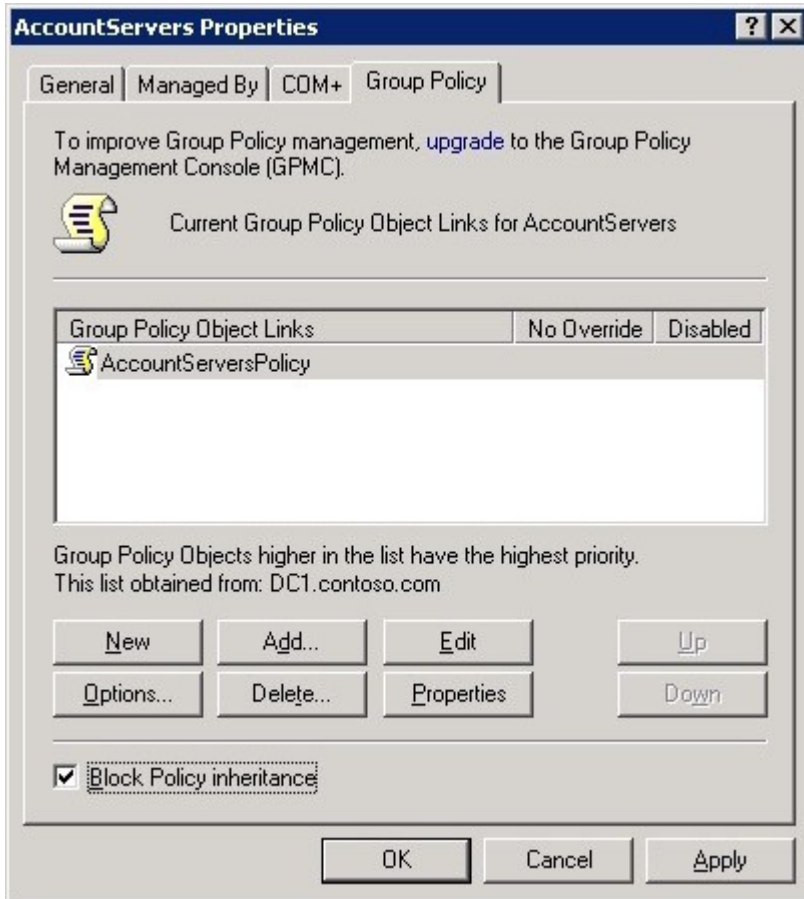 AccountServers Properties
General
Managed By
COM+
Group Policy
To improve Group Policy management, upgrade to the Group Policy
Management Console (GPMC).
Current Group Policy Object Links for AccountServers
Group Policy Object Links
No Override
Disabled
AccountServersPolicy
Group Policy Objects higher in the list have the highest priority.
This list obtained from: DC1.contoso.com
New
Add...
Edit
Up
Options...
Delete...
Properties
Down
Block Policy inheritance
OK
Cancel
Apply